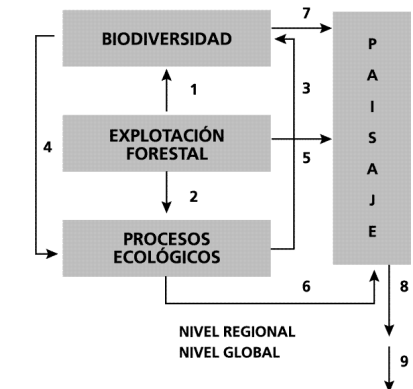 7
BIODIVERSIDAD
1
3
4
EXPLOTACIÓN
FORESTAL
5
2
PROCESOS
ECOLÓGICOS
6
P
A
I
S
A
J
E
8
NIVEL REGIONAL
NIVEL GLOBAL
9